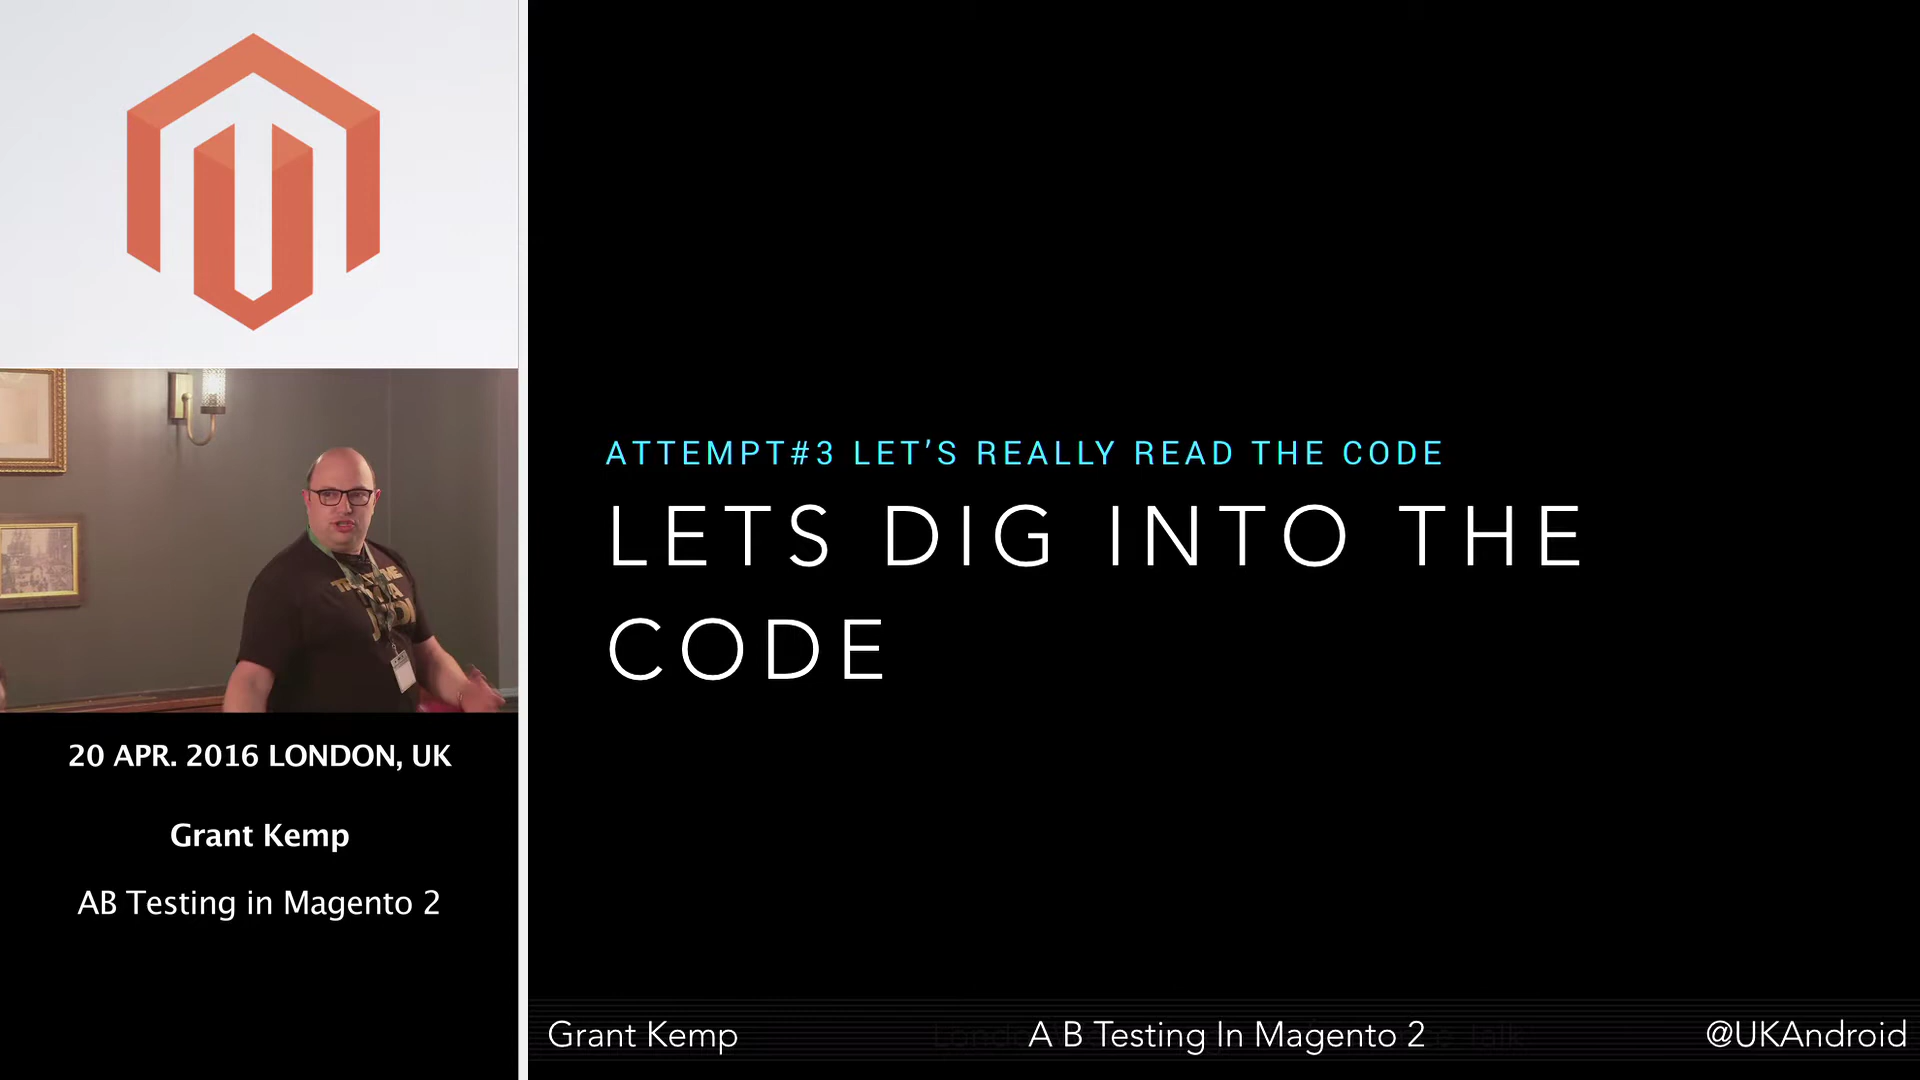 20 APR. 2016 LONDON, UK
Grant Kemp
AB Testing in Magento 2
ATTEMPT#3 LET’S REALLY READ THE CODE
LETS DIG INTO THE
CODE
Grant Kemp
A B Testing In Magento 2
@UKAndroid